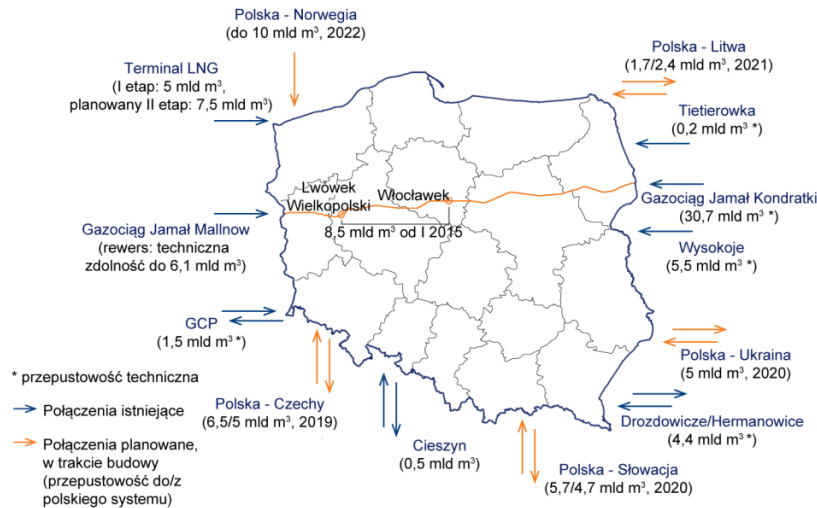 Polska - Norwegia
(do 10 mld m³, 2022)
Terminal LNG
(I etap: 5 mld m³,
planowany II etap: 7,5 mld m³)
Polska - Litwa
(1,7/2,4 mld m³, 2021)
Tietierowka
(0,2 mld m³ *)
Lwówek
Wielkopolski
Włocławek
8,5 mld m³ od I 2015
Gazociąg Jamał Kondratki
(30,7 mld m³ *)
Gazociąg Jamał Mallnow
(rewers: techniczna
zdolność do 6,1 mld m³)
Wysokoje
(5,5 mld m³ *)
GCP
(1,5 mld m³ *)
Polska - Ukraina
(5 mld m³, 2020)
* przepustowość techniczna
Połączenia istniejące
Połączenia planowane,
w trakcie budowy
(przepustowość do/z
polskiego systemu)
Polska - Czechy
(6,5/5 mld m³, 2019)
Cieszyn
(0,5 mld m³)
Drozdowicze/Hermanowice
(4,4 mld m³ *)
Polska - Słowacja
(5,7/4,7 mld m³, 2020)